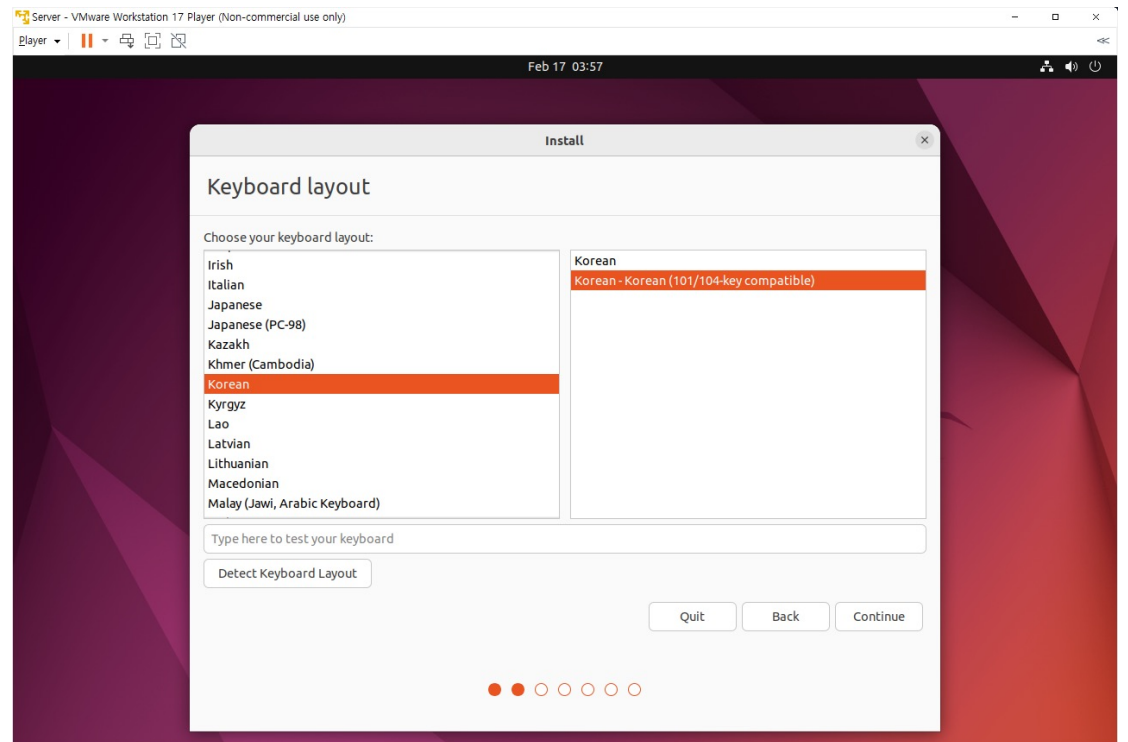 Server - VMware Workstation 17 Player (Non-commercial use only)
Player
Feb 17 03:57
Install
Keyboard layout
Choose your keyboard layout:
Irish
Italian
Japanese
Japanese (PC-98)
Kazakh
Khmer (Cambodia)
Korean
Kyrgyz
Lao
Latvian
Lithuanian
Macedonian
Malay (Jawi, Arabic Keyboard)
Korean
Korean - Korean (101/104-key compatible)
Type here to test your keyboard
Detect Keyboard Layout
Quit
Back
Continue